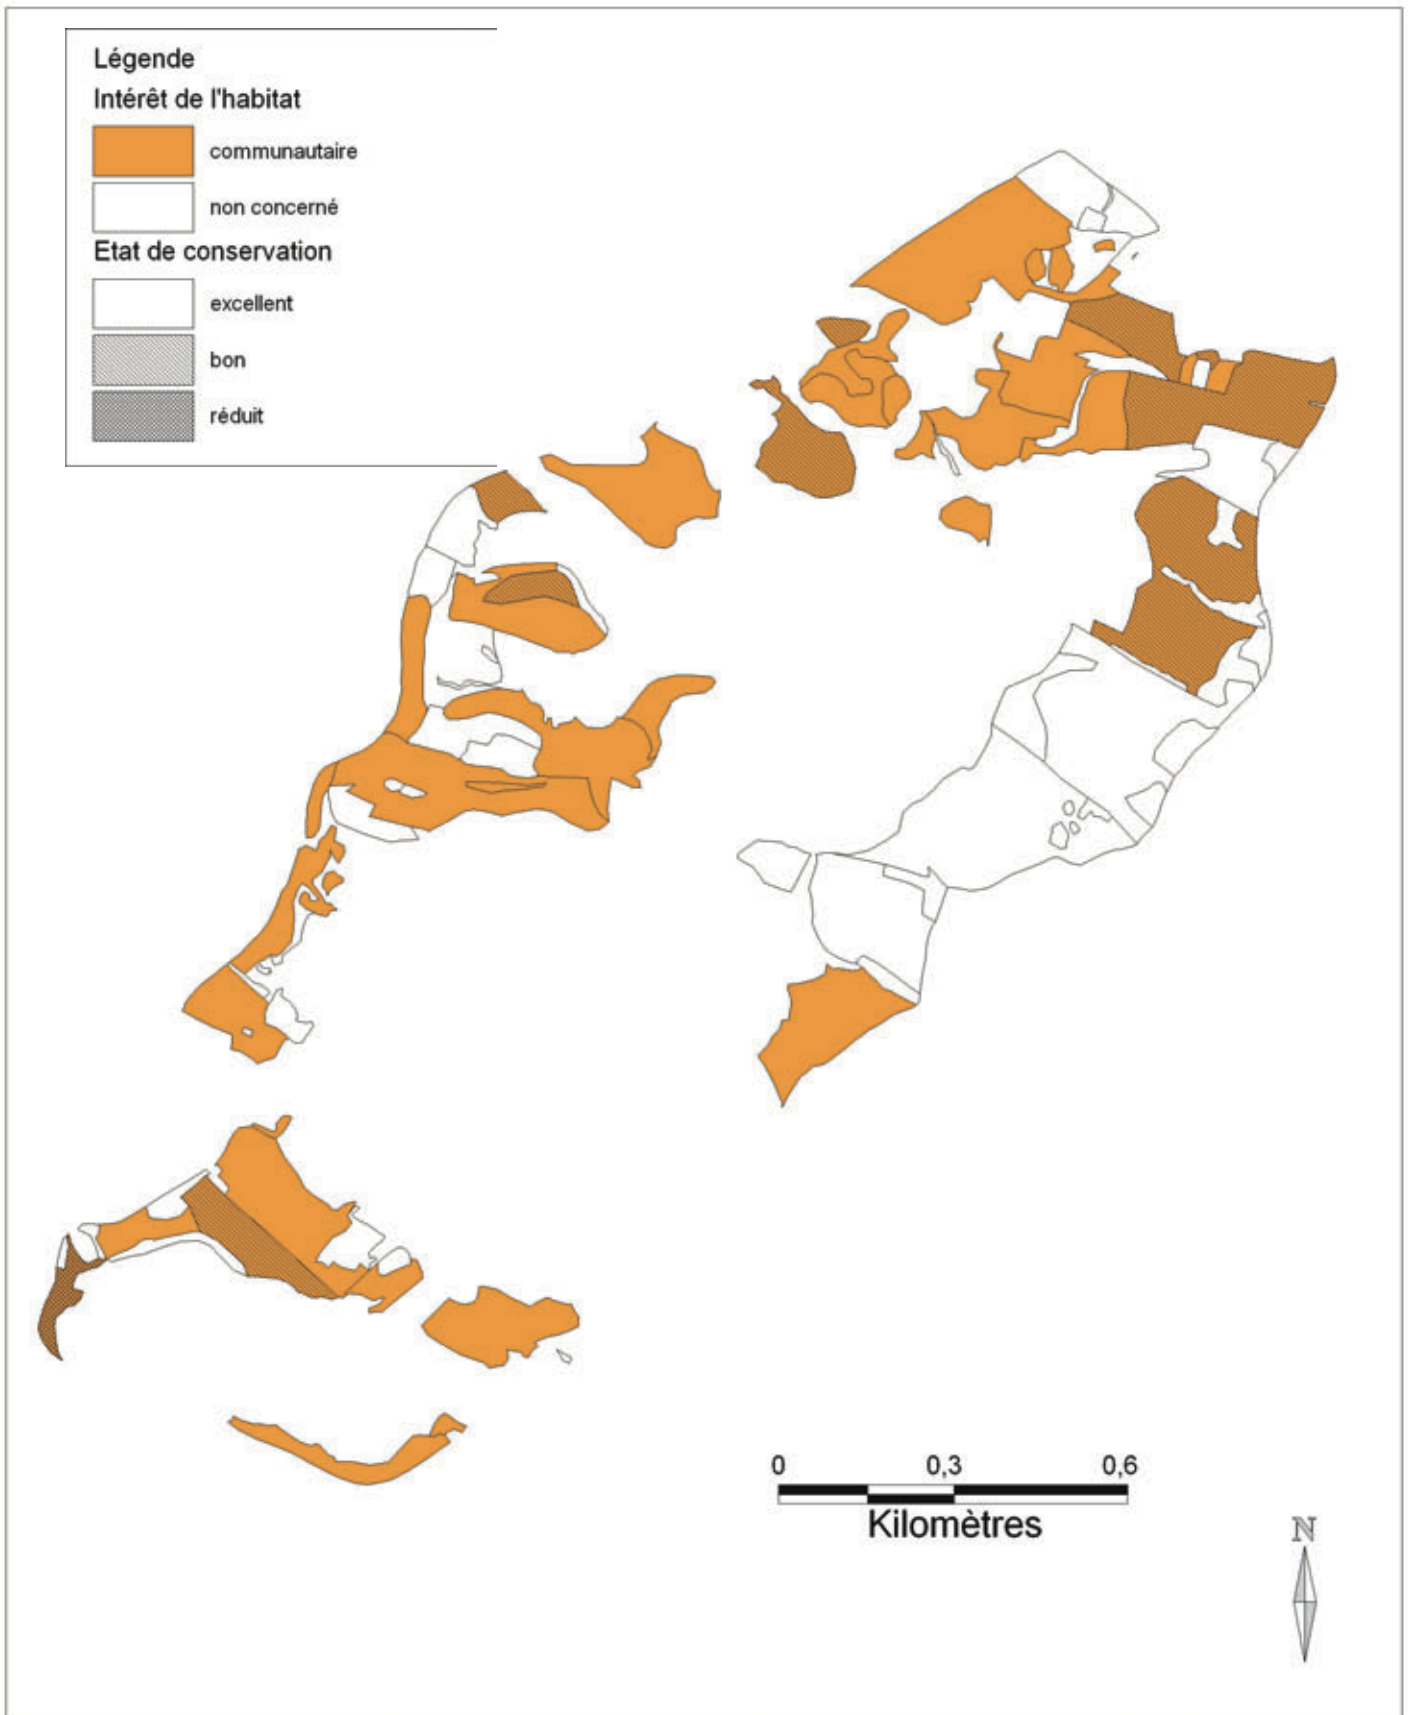 Légende
Intérêt de l'habitat
communautaire
non concerné
Etat de conservation
excellent
bon
réduit
0 0,3 0,6
Kilomètres
N